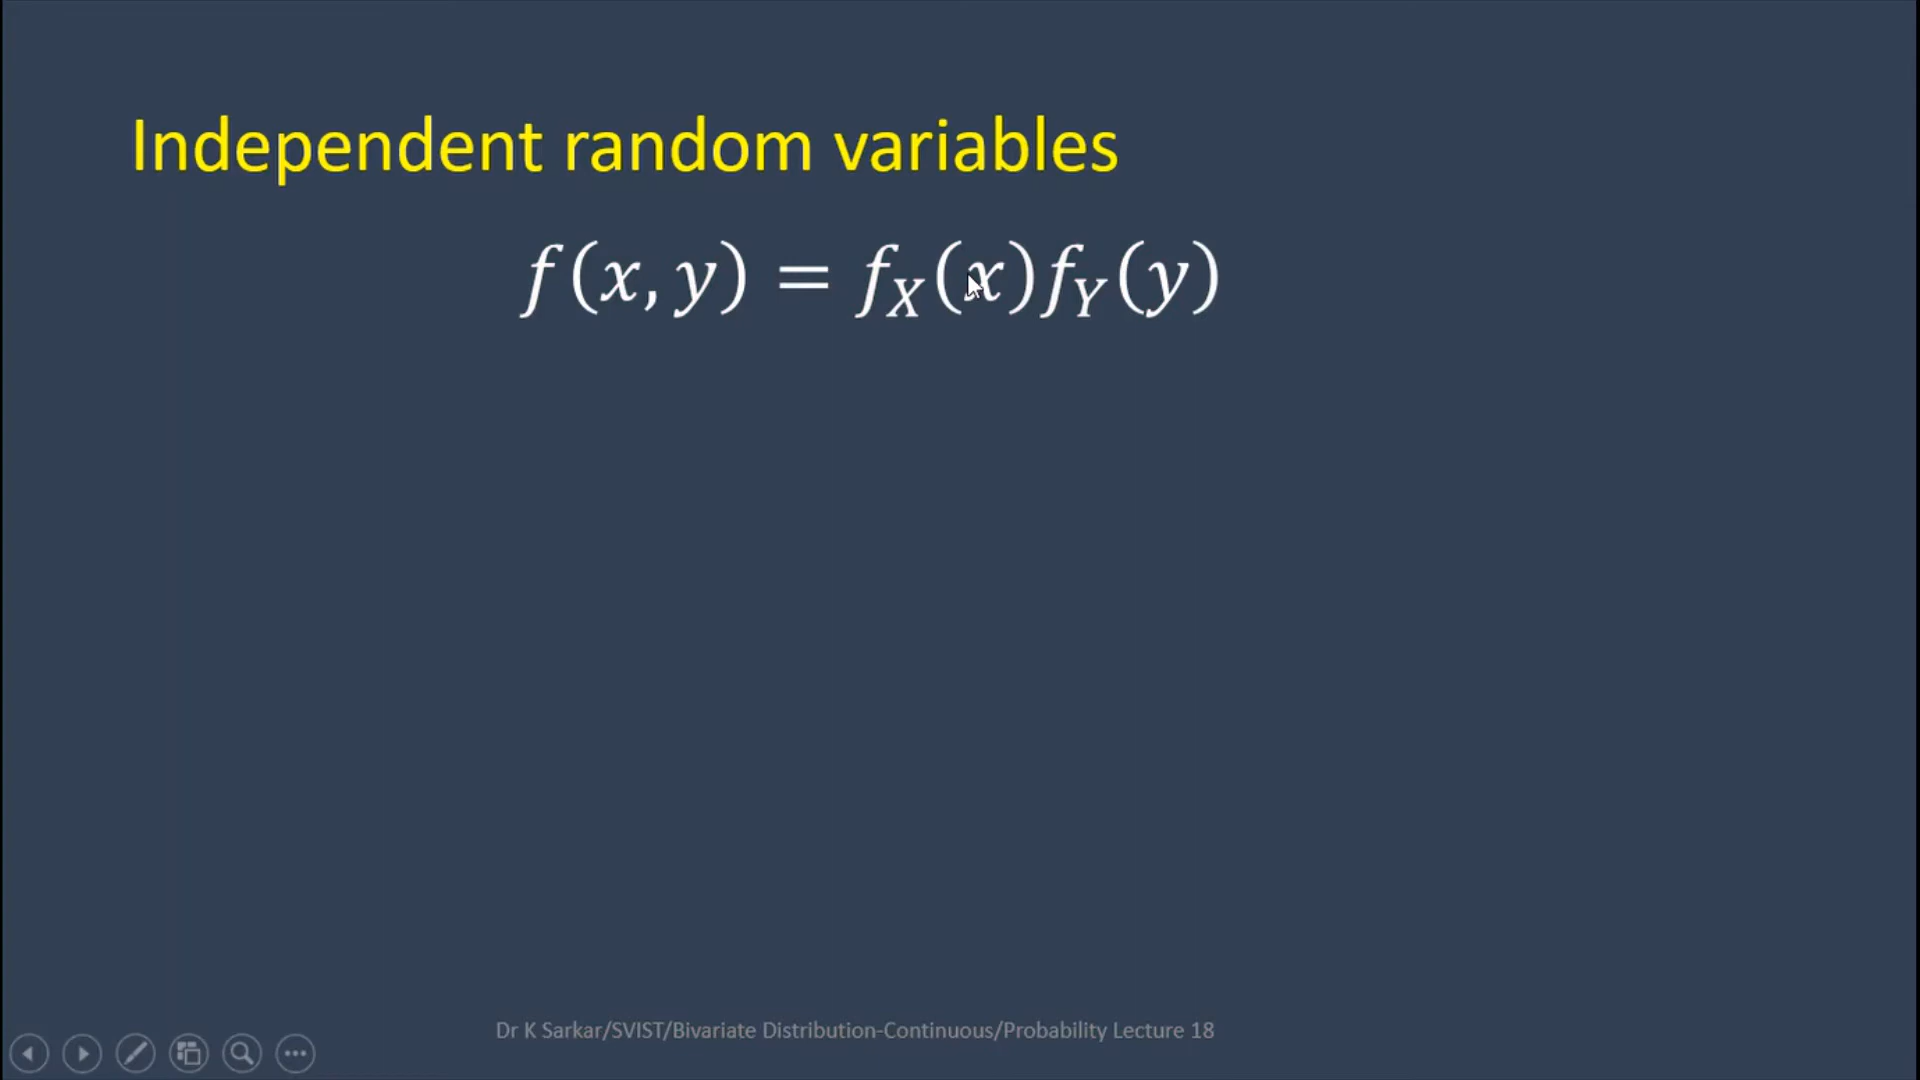 Independent random variables
f(x, y) = f_X(x)f_Y(y)
Dr K Sarkar/SVIST/Bivariate Distribution-Continuous/Probability Lecture 18